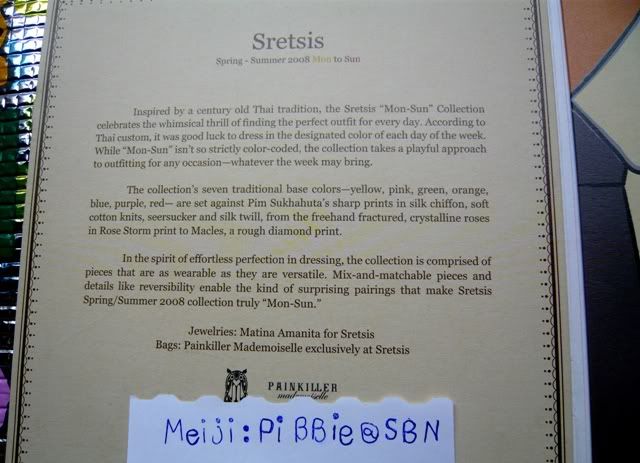 Sretsis
Spring - Summer 2008 Mon to Sun
Inspired by a century old Thai tradition, the Sretsis “Mon-Sun” Collection
celebrates the whimsical thrill of finding the perfect outfit for every day. According to
Thai custom, it was good luck to dress in the designated color of each day of the week.
While “Mon-Sun” isn’t so strictly color-coded, the collection takes a playful approach
to outfitting for any occasion—whatever the week may bring.
The collection’s seven traditional base colors—yellow, pink, green, orange,
blue, purple, red— are set against Pim Sukhahuta’s sharp prints in silk chiffon, soft
cotton knits, seersucker and silk twill, from the freehand fractured, crystalline roses
in Rose Storm print to Macles, a rough diamond print.
In the spirit of effortless perfection in dressing, the collection is comprised of
pieces that are as wearable as they are versatile. Mix-and-matchable pieces and
details like reversibility enable the kind of surprising pairings that make Sretsis
Spring/Summer 2008 collection truly “Mon-Sun.”
Jewelries: Matina Amanita for Sretsis
Bags: Painkiller Mademoiselle exclusively at Sretsis
PAINKILLER
mademoiselle
Meiji:Pi BBie@SBN